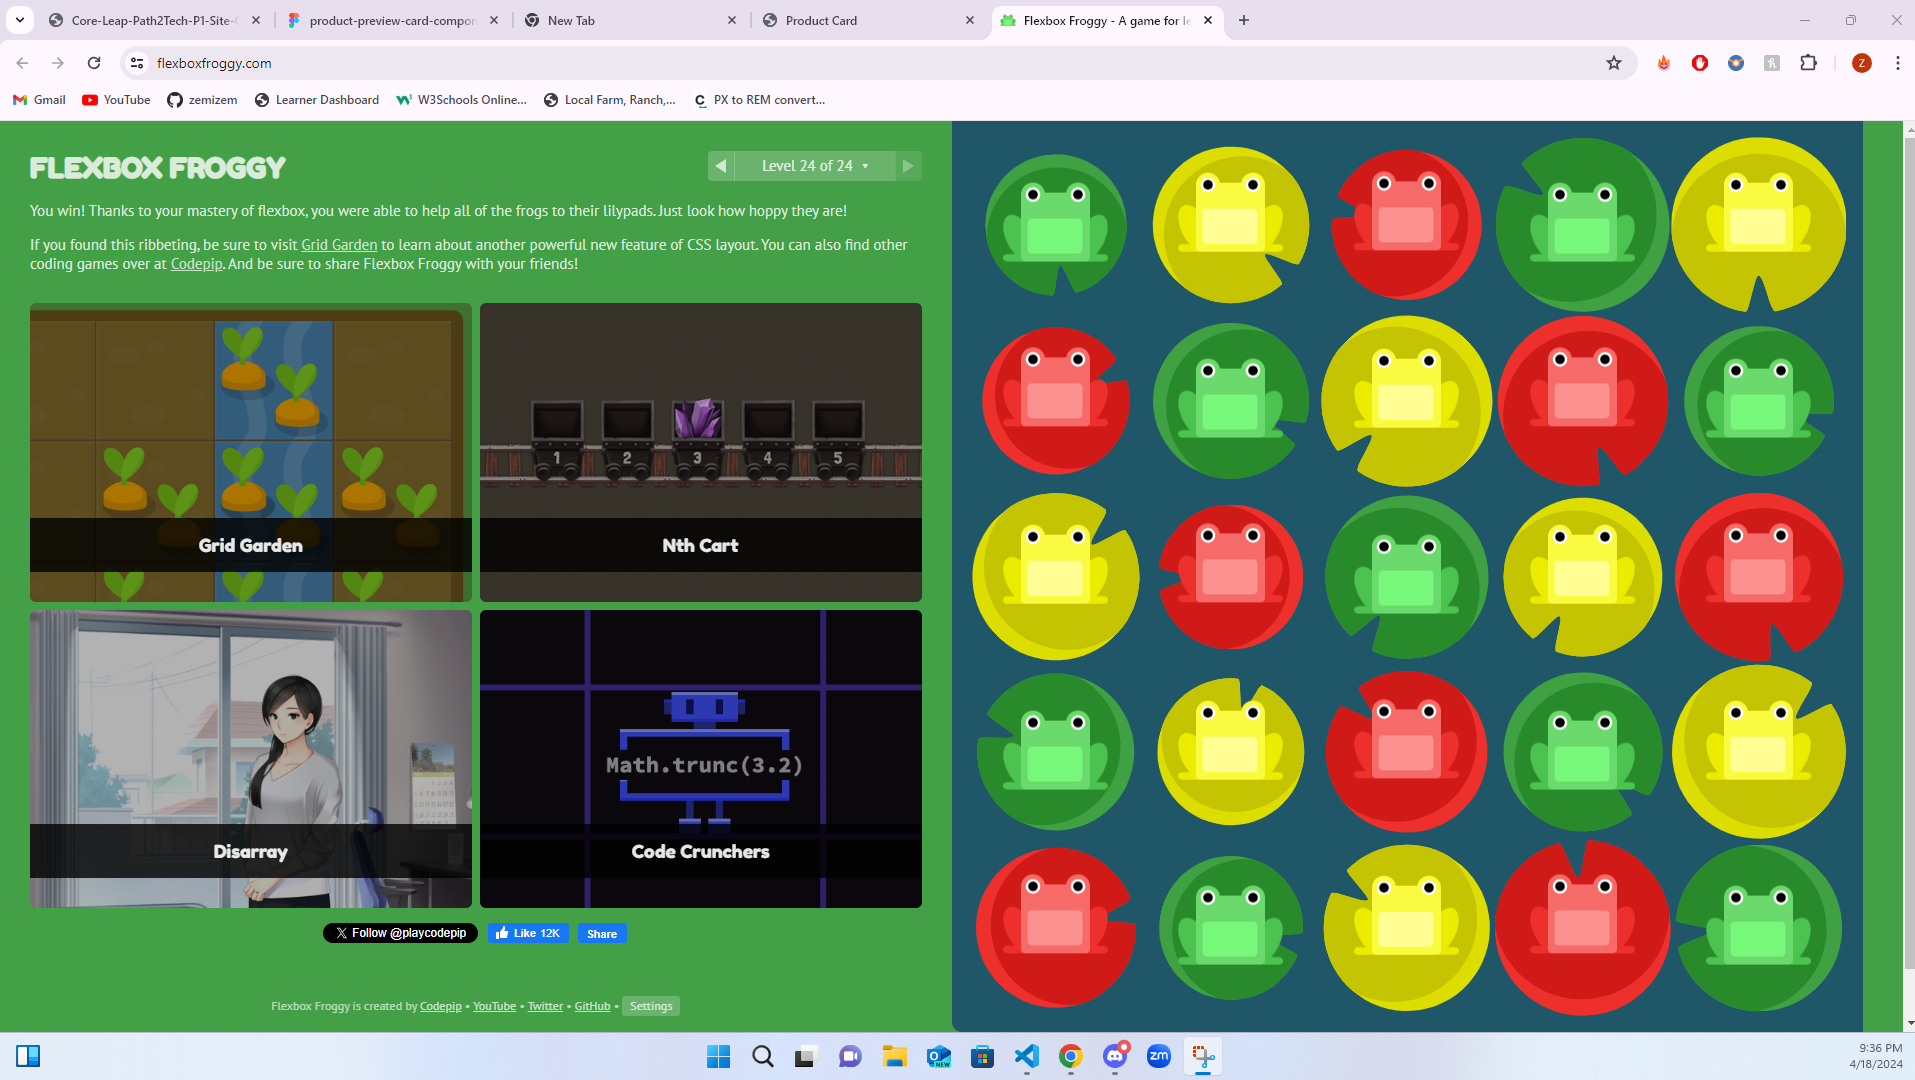 Core-Leap-Path2Tech-P1-Site-
product-preview-card-compon
New Tab
Product Card
Flexbox Froggy - A game for le
flexboxfroggy.com
Z
Gmail
YouTube
zemizem
Learner Dashboard
W3Schools Online...
Local Farm, Ranch,...
PX to REM convert...
FLEXBOX FROGGY
Level 24 of 24
You win! Thanks to your mastery of flexbox, you were able to help all of the frogs to their lilypads. Just look how hoppy they are!
If you found this ribbeting, be sure to visit Grid Garden to learn about another powerful new feature of CSS layout. You can also find other
coding games over at Codepip. And be sure to share Flexbox Froggy with your friends!
1 2 3 4 5
Grid Garden
Nth Cart
Math.trunc(3.2)
Disarray
Code Crunchers
Follow @playcodepip
Like 12K
Share
Flexbox Froggy is created by Codepip • YouTube • Twitter • GitHub • Settings
NEW
zm
9:36 PM
4/18/2024